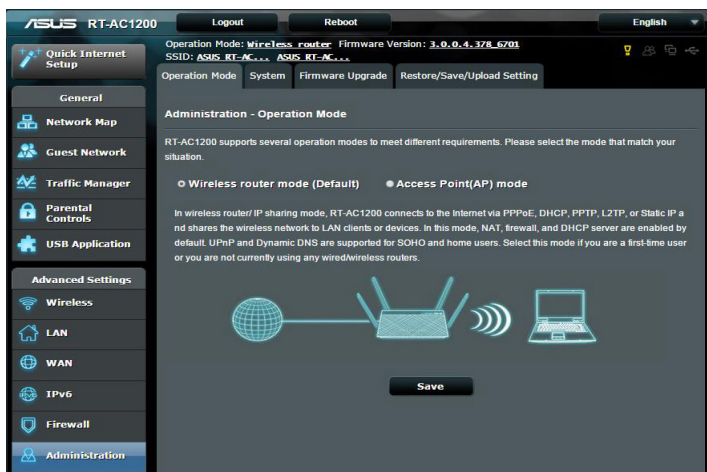 ASUS RT-AC1200
Logout
Reboot
English
Quick Internet
Setup
Operation Mode: Wireless router Firmware Version: 3.0.0.4.378_6701
SSID: ASUS RT-AC... ASUS RT-AC...
Operation Mode
System
Firmware Upgrade
Restore/Save/Upload Setting
General
Network Map
Guest Network
Traffic Manager
Parental
Controls
USB Application
Advanced Settings
Wireless
LAN
WAN
IPv6
Firewall
Administration
Administration - Operation Mode
RT-AC1200 supports several operation modes to meet different requirements. Please select the mode that match your
situation.
Wireless router mode (Default)
Access Point(AP) mode
In wireless router/ IP sharing mode, RT-AC1200 connects to the Internet via PPPoE, DHCP, PPTP, L2TP, or Static IP a
nd shares the wireless network to LAN clients or devices. In this mode, NAT, firewall, and DHCP server are enabled by
default. UPnP and Dynamic DNS are supported for SOHO and home users. Select this mode if you are a first-time user
or you are not currently using any wired/wireless routers.
Save